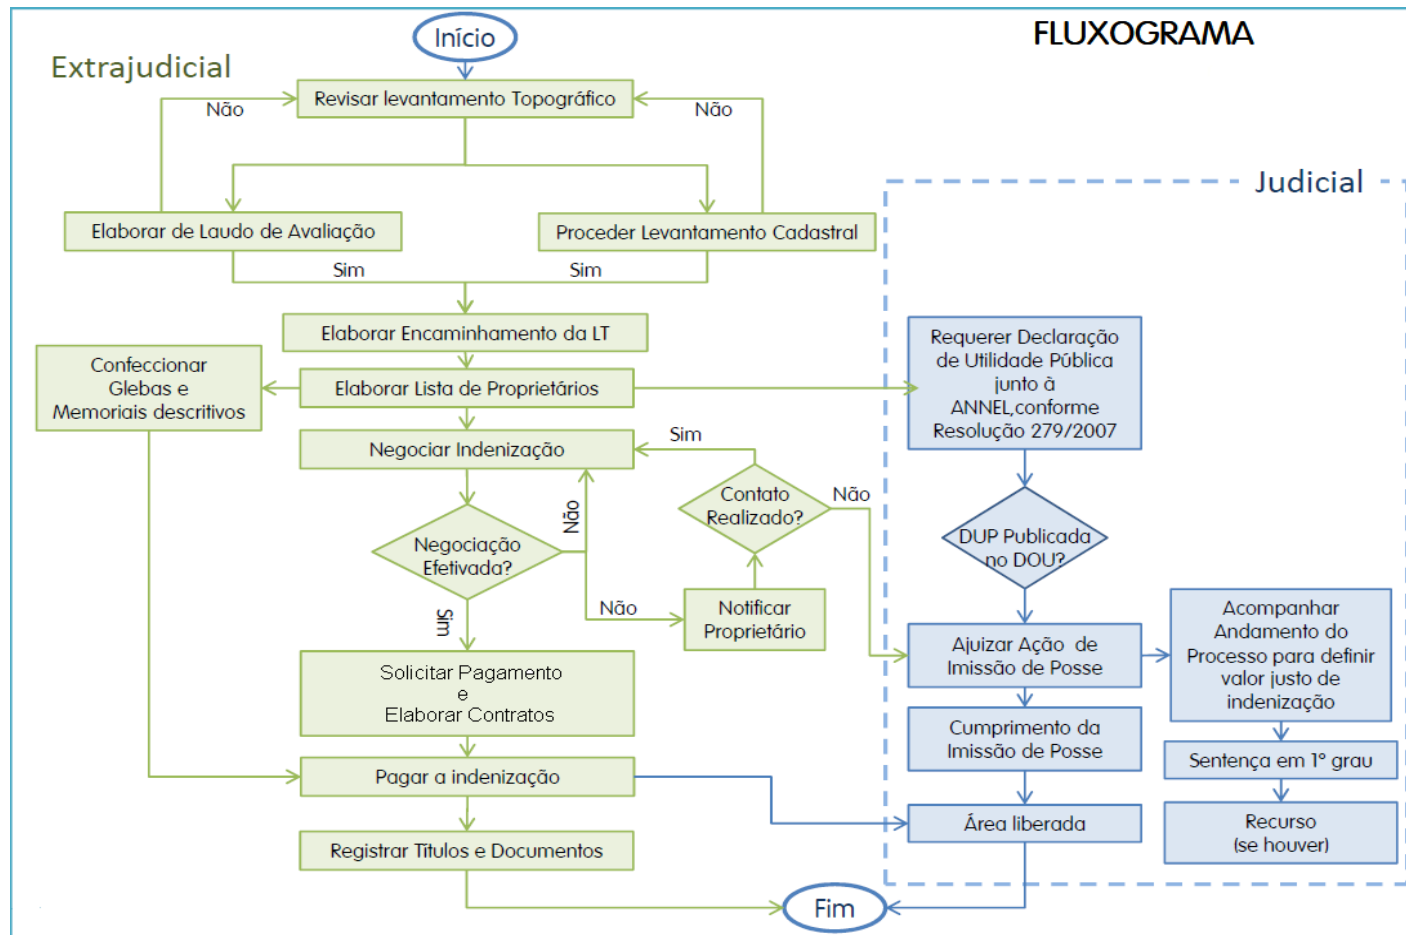 FLUXOGRAMA
Início
Extrajudicial
Revisar levantamento Topográfico
Não
Não
Judicial
Elaborar de Laudo de Avaliação
Proceder Levantamento Cadastral
Sim
Sim
Elaborar Encaminhamento da LT
Confeccionar
Glebas e
Memoriais descritivos
Elaborar Lista de Proprietários
Requerer Declaração
de Utilidade Pública
junto à
ANNEL,conforme
Resolução 279/2007
Negociar Indenização
Sim
Contato
Realizado?
Não
Não
Negociação
Efetivada?
DUP Publicada
no DOU?
Sim
Não
Notificar
Proprietário
Ajuizar Ação de
Imissão de Posse
Acompanhar
Andamento do
Processo para definir
valor justo de
indenização
Solicitar Pagamento
e
Elaborar Contratos
Cumprimento da
Imissão de Posse
Pagar a indenização
Sentença em 1° grau
Área liberada
Recurso
(se houver)
Registrar Títulos e Documentos
Fim